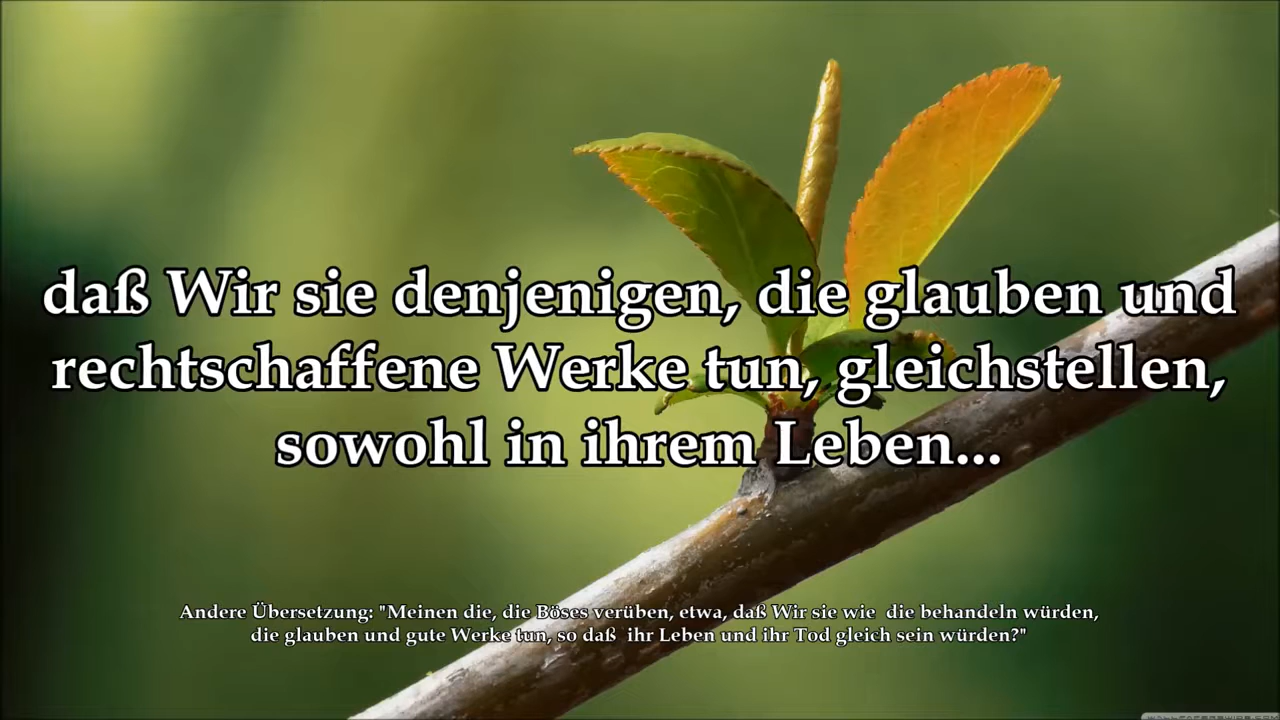 daß Wir sie denjenigen, die glauben und
rechtschaffene Werke tun, gleichstellen,
sowohl in ihrem Leben...
Andere Übersetzung: "Meinen die, die Böses verüben, etwa, daß Wir sie wie die behandeln würden,
die glauben und gute Werke tun, so daß ihr Leben und ihr Tod gleich sein würden?"